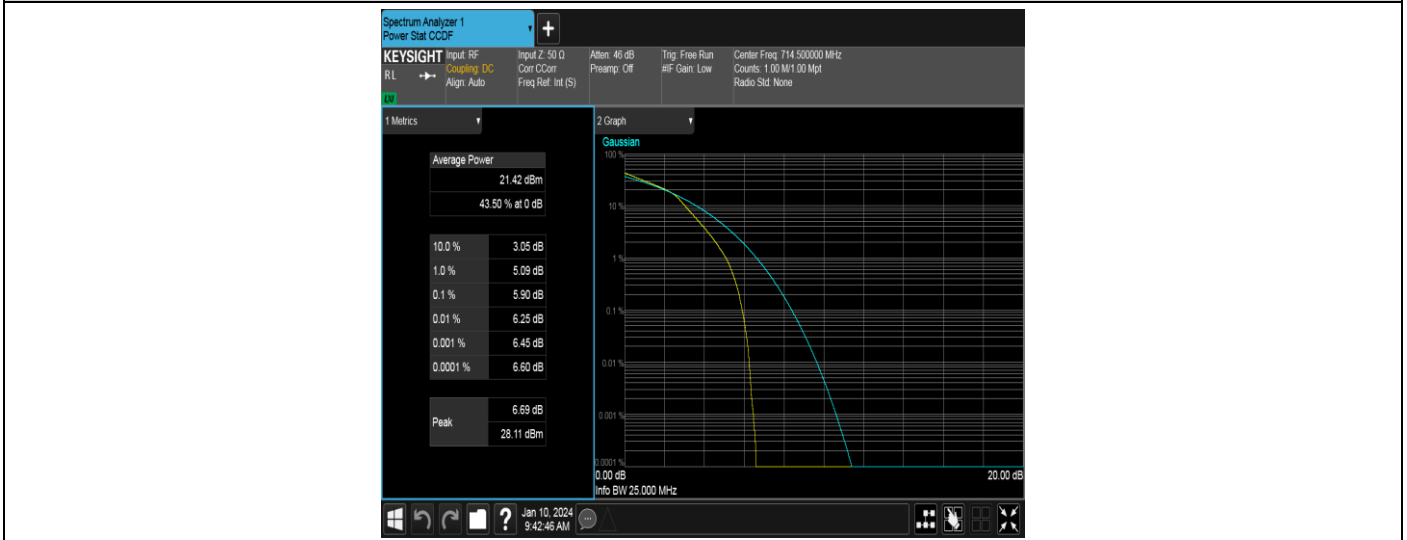 Spectrum Analyzer 1
Power Stat CCDF
+
KEYSIGHT
RL
LXI
Input: RF
Coupling: DC
Align: Auto
Input Z: 50 Ω
Corr CCorr
Freq Ref: Int (S)
Atten: 46 dB
Preamp: Off
Trig: Free Run
#IF Gain: Low
Center Freq: 714.500000 MHz
Counts: 1.00 M/1.00 Mpt
Radio Std: None
1 Metrics
Average Power
21.42 dBm
43.50 % at 0 dB
10.0 % 3.05 dB
1.0 % 5.09 dB
0.1 % 5.90 dB
0.01 % 6.25 dB
0.001 % 6.45 dB
0.0001 % 6.60 dB
Peak
6.69 dB
28.11 dBm
2 Graph
Gaussian
100 %
10 %
1 %
0.1 %
0.01 %
0.001 %
0.0001 %
0.00 dB
20.00 dB
Info BW 25.000 MHz
?
Jan 10, 2024
9:42:46 AM